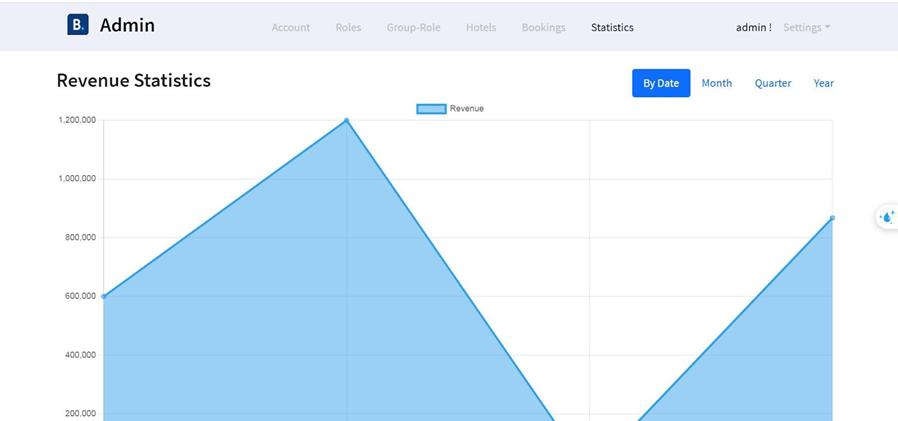 B. Admin Account Roles Group-Role Hotels Bookings Statistics admin ! Settings
Revenue Statistics By Date Month Quarter Year
Revenue
1,200,000
1,000,000
800,000
600,000
400,000
200,000